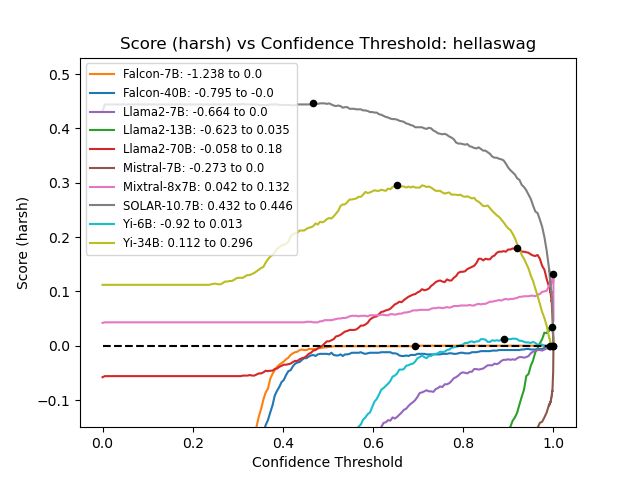 Score (harsh) vs Confidence Threshold: hellaswag
0.5
0.4
0.3
0.2
0.1
0.0
−0.1
Score (harsh)
Falcon-7B: -1.238 to 0.0
Falcon-40B: -0.795 to -0.0
Llama2-7B: -0.664 to 0.0
Llama2-13B: -0.623 to 0.035
Llama2-70B: -0.058 to 0.18
Mistral-7B: -0.273 to 0.0
Mixtral-8x7B: 0.042 to 0.132
SOLAR-10.7B: 0.432 to 0.446
Yi-6B: -0.92 to 0.013
Yi-34B: 0.112 to 0.296
0.0 0.2 0.4 0.6 0.8 1.0
Confidence Threshold